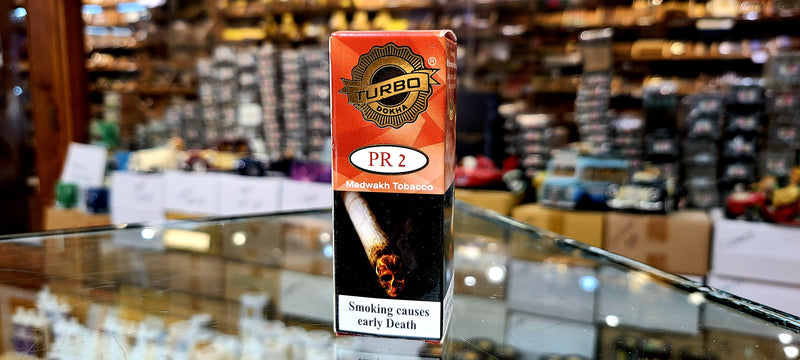 ®
TURBO
DOKHA
PR 2
Medwakh Tobacco
Smoking causes
early Death